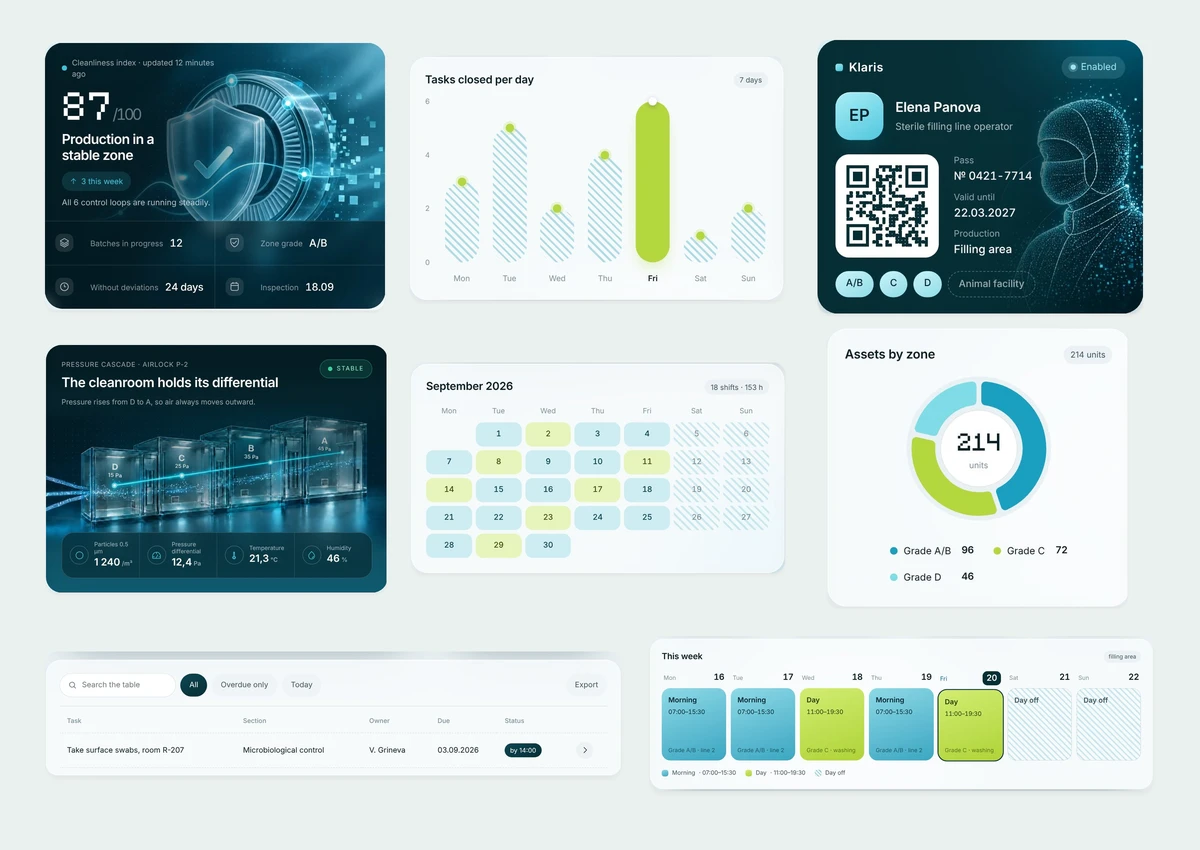 Cleanliness index · updated 12 minutes
ago
87 /100
Production in a
stable zone
↑ 3 this week
All 6 control loops are running steadily.
Batches in progress 12
Zone grade A/B
Without deviations 24 days
Inspection 18.09
Tasks closed per day
7 days
6
4
2
0
Mon Tue Wed Thu Fri Sat Sun
Klaris
Enabled
EP
Elena Panova
Sterile filling line operator
Pass
№ 0421-7714
Valid until
22.03.2027
Production
Filling area
A/B C D Animal facility
PRESSURE CASCADE · AIRLOCK P-2
STABLE
The cleanroom holds its differential
Pressure rises from D to A, so air always moves outward.
D
15 Pa
C
25 Pa
B
35 Pa
A
45 Pa
Particles 0.5
µm
1 240 /m³
Pressure
differential
12,4 Pa
Temperature
21,3 °C
Humidity
46 %
September 2026
18 shifts · 153 h
Mon Tue Wed Thu Fri Sat Sun
1 2 3 4 5 6
7 8 9 10 11 12 13
14 15 16 17 18 19 20
21 22 23 24 25 26 27
28 29 30
Assets by zone
214 units
214
units
Grade A/B 96
Grade C 72
Grade D 46
Search the table
All
Overdue only
Today
Export
Task Section Owner Due Status
Take surface swabs, room R-207 Microbiological control V. Grineva 03.09.2026 by 14:00
This week
filling area
Mon 16 Tue 17 Wed 18 Thu 19 Fri 20 Sat 21 Sun 22
Morning
07:00–15:30
Grade A/B · line 2
Morning
07:00–15:30
Grade A/B · line 2
Day
11:00–19:30
Grade C · washing
Morning
07:00–15:30
Grade A/B · line 2
Day
11:00–19:30
Grade C · washing
Day off
Day off
Morning · 07:00–15:30 Day · 11:00–19:30 Day off